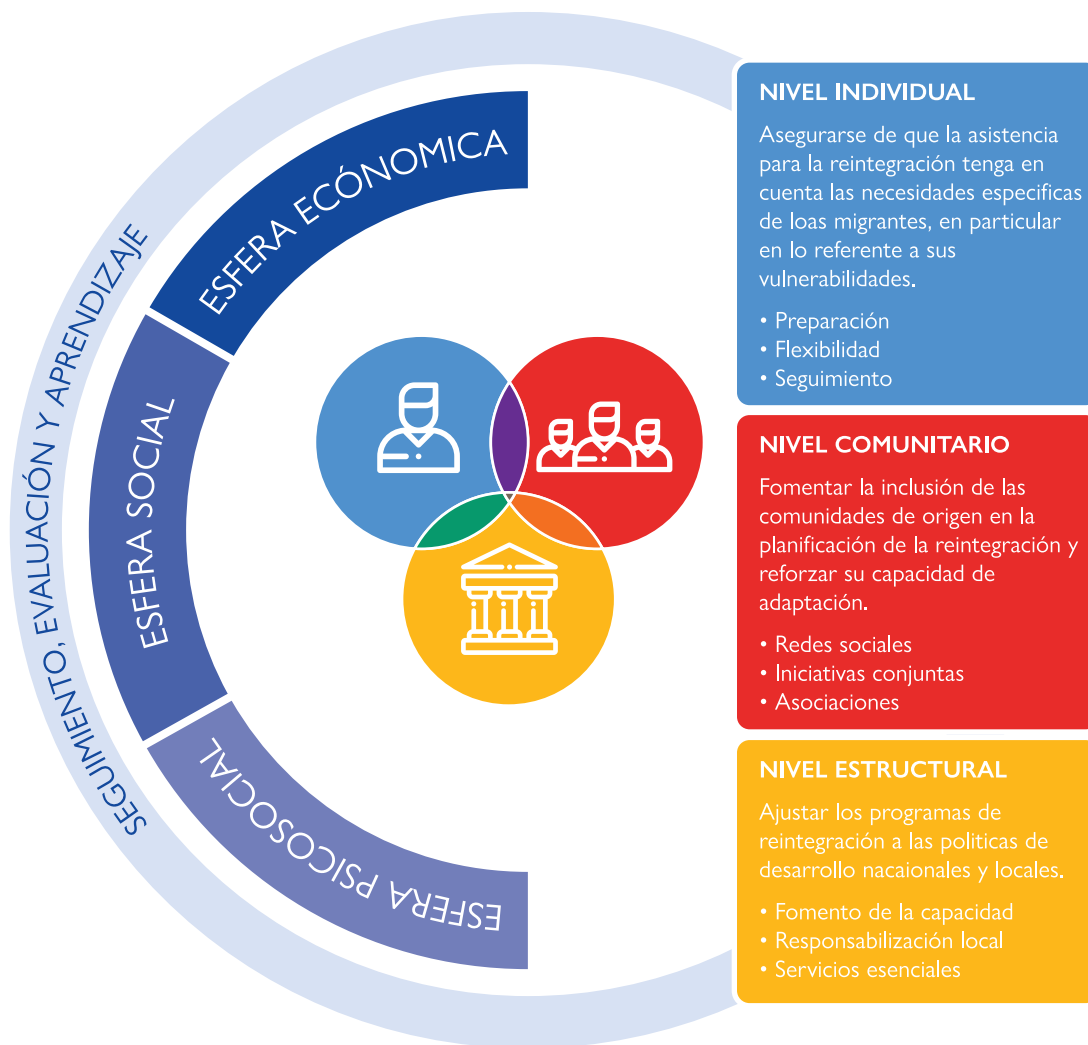 SEGUIMIENTO, EVALUACIÓN Y APRENDIZAJE
ESFERA ECÓNOMICA
ESFERA SOCIAL
ESFERA PSICOSOCIAL
NIVEL INDIVIDUAL
Asegurarse de que la asistencia
para la reintegración tenga en
cuenta las necesidades especificas
de loas migrantes, en particular
en lo referente a sus
vulnerabilidades.
• Preparación
• Flexibilidad
• Seguimiento
NIVEL COMUNITARIO
Fomentar la inclusión de las
comunidades de origen en la
planificación de la reintegración y
reforzar su capacidad de
adaptación.
• Redes sociales
• Iniciativas conjuntas
• Asociaciones
NIVEL ESTRUCTURAL
Ajustar los programas de
reintegración a las politicas de
desarrollo nacaionales y locales.
• Fomento de la capacidad
• Responsabilización local
• Servicios esenciales